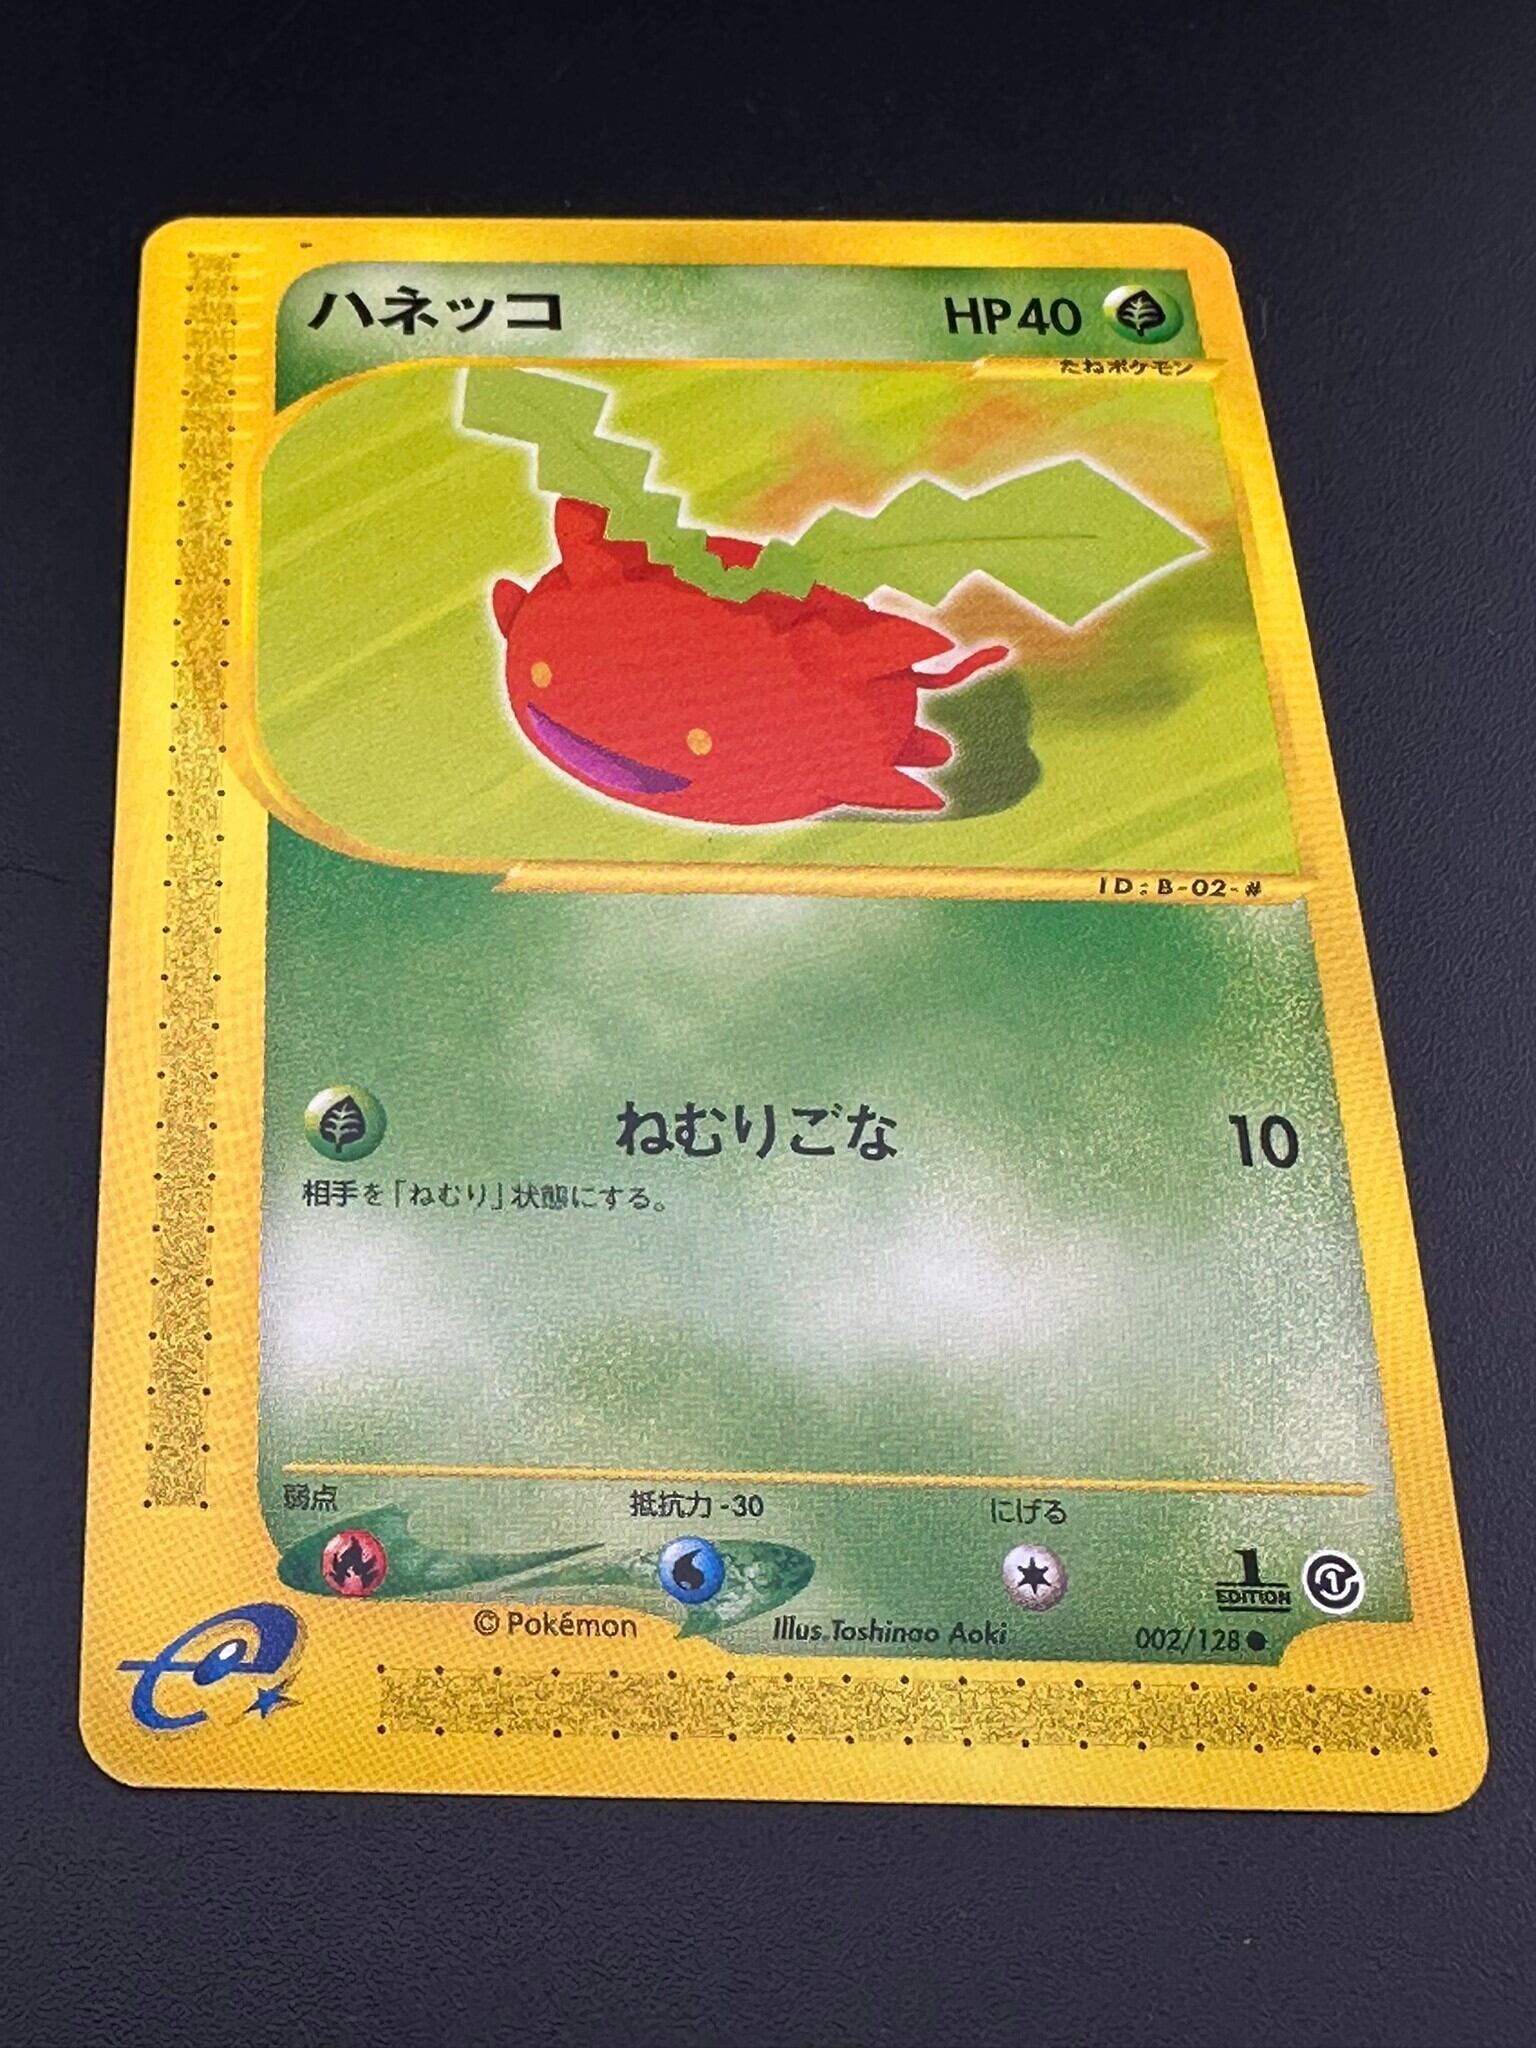 ハネッコ HP40
たねポケモン
ID:B-02-#
ねむりごな 10
相手を「ねむり」状態にする。
弱点 抵抗力 -30 にげる
1
EDITION
© Pokémon Illus. Toshinao Aoki 002/128